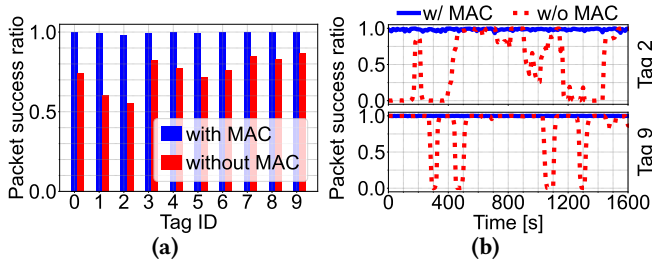 Packet success ratio
1.0
0.5
0.0
with MAC
without MAC
0 1 2 3 4 5 6 7 8 9
Tag ID
(a)
w/ MAC w/o MAC
Packet success ratio
1.0
0.5
0.0
Tag 2
1.0
0.5
0.0
Tag 9
0 400 800 1200 1600
Time [s]
(b)